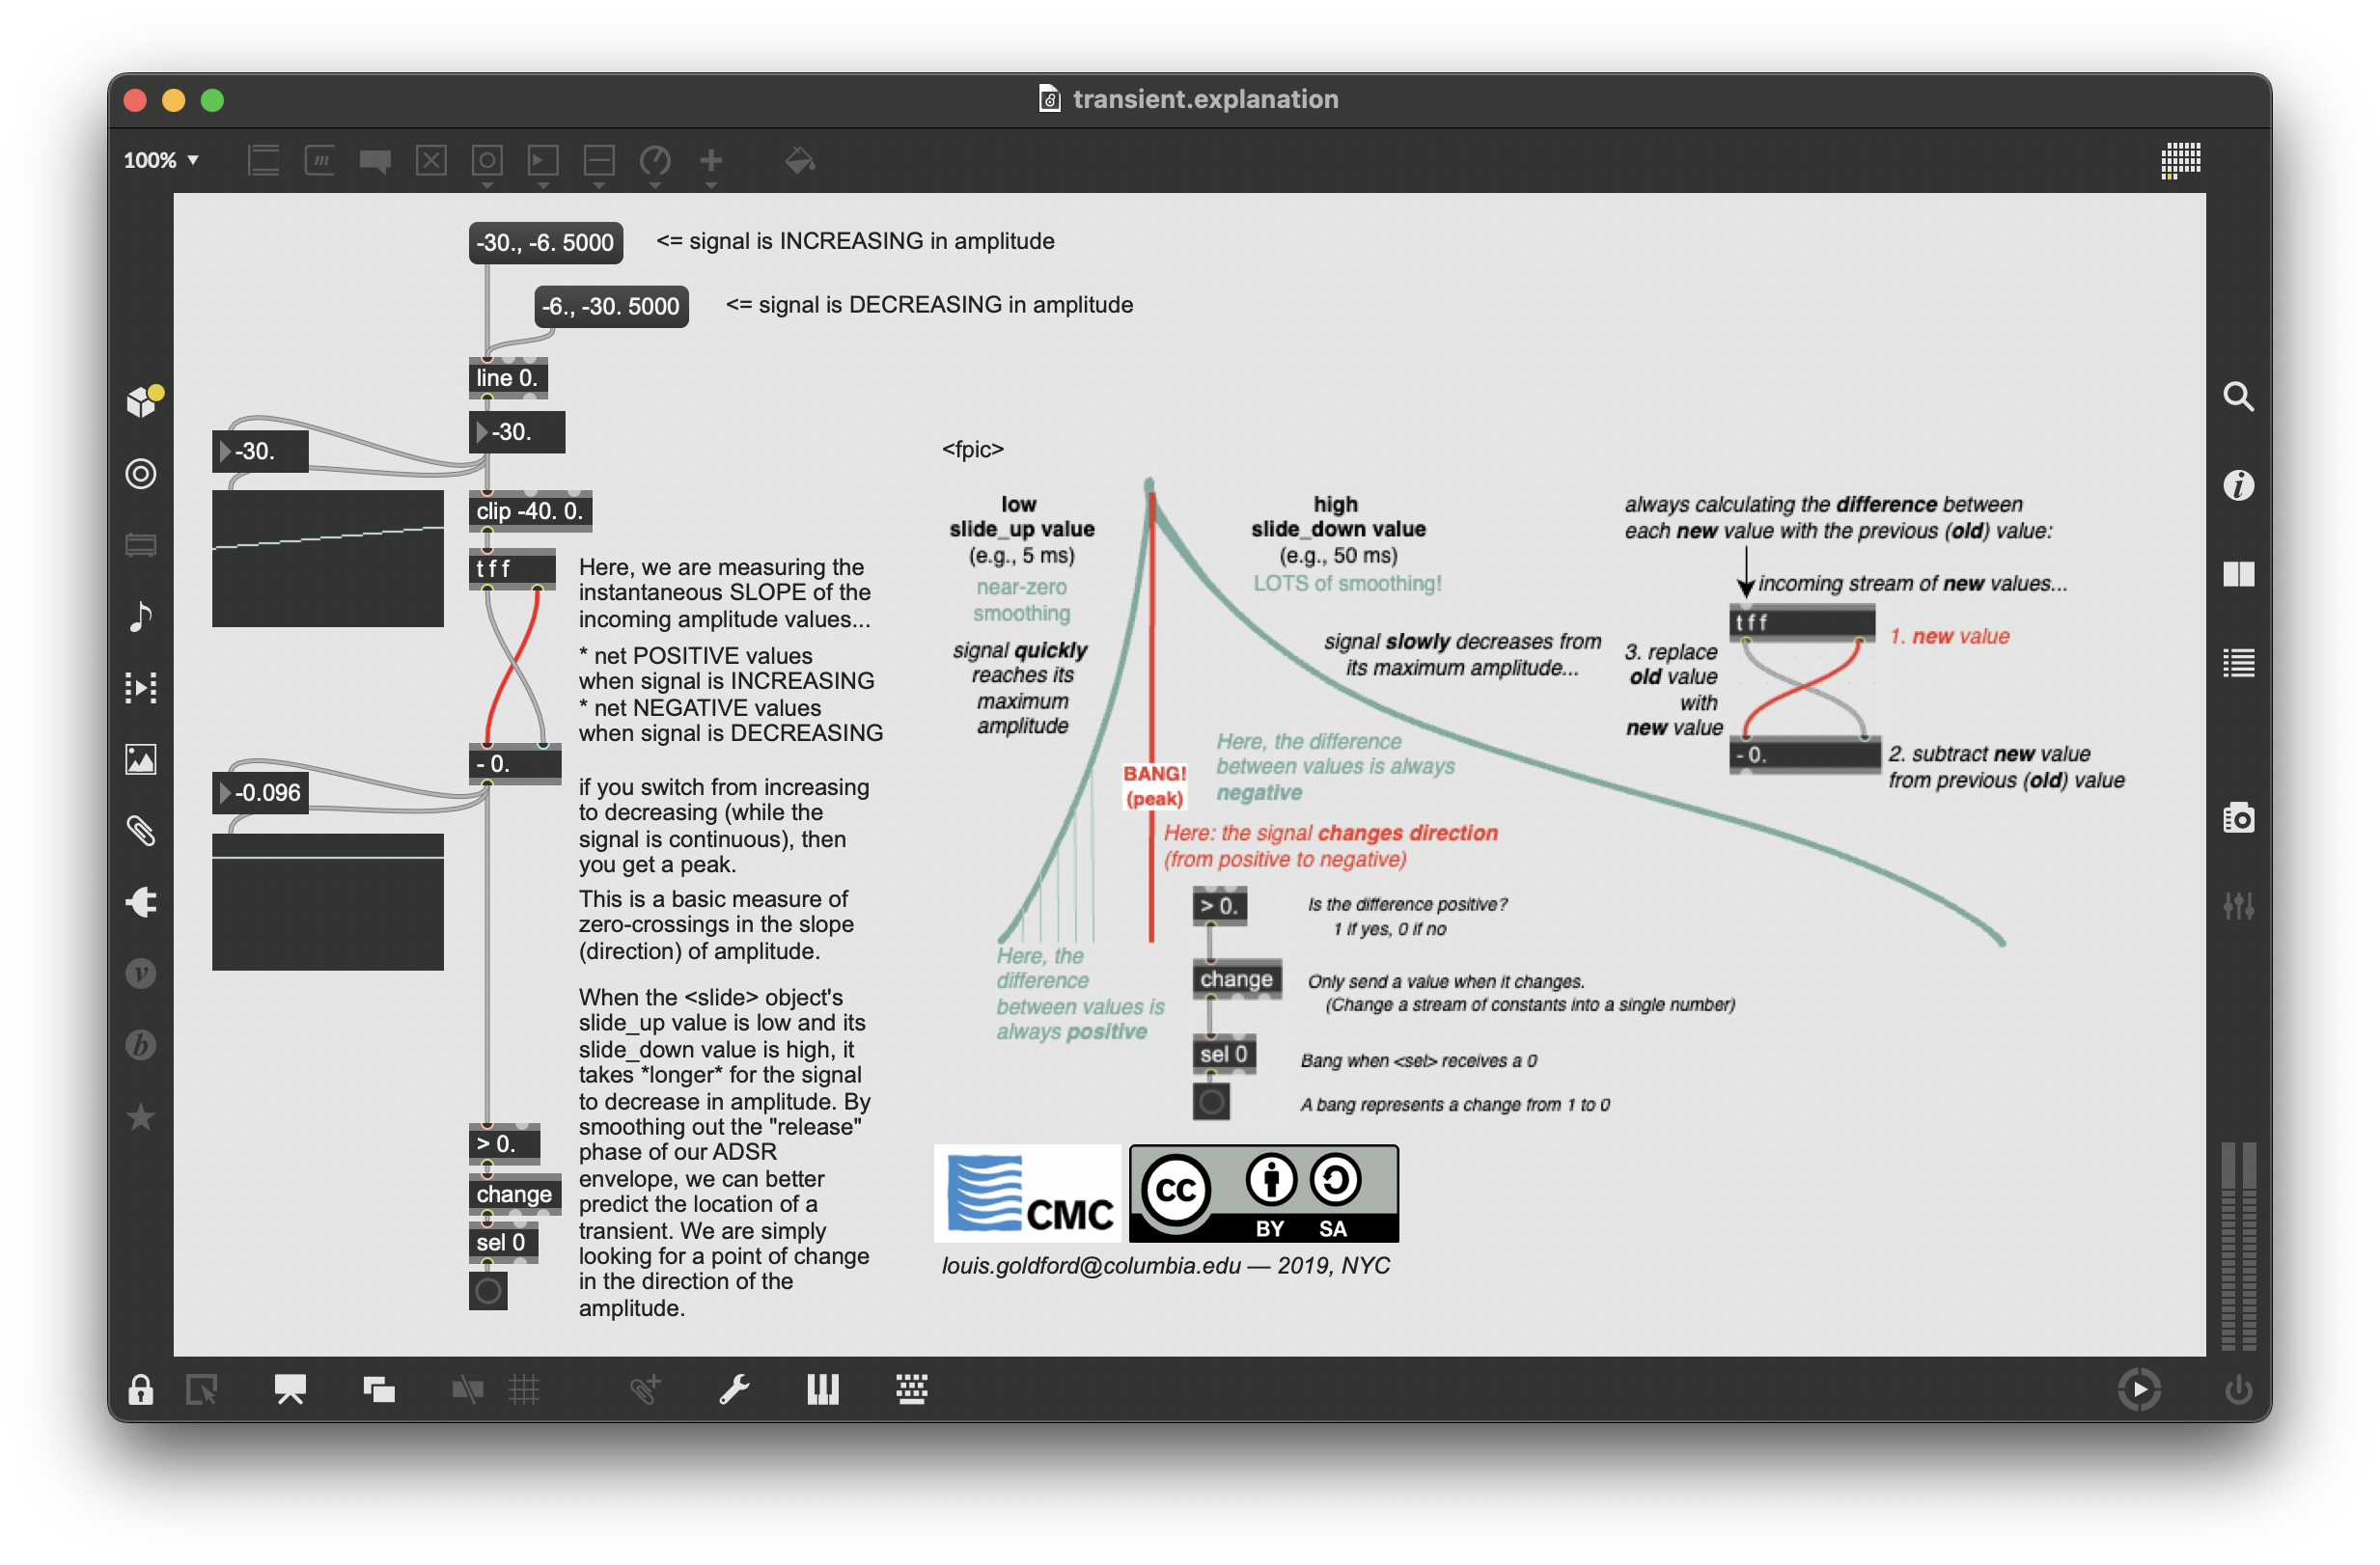 transient.explanation
100%
-30., -6. 5000
<= signal is INCREASING in amplitude
-6., -30. 5000
<= signal is DECREASING in amplitude
line 0.
-30.
-30.
clip -40. 0.
t f f
Here, we are measuring the
instantaneous SLOPE of the
incoming amplitude values...
* net POSITIVE values
when signal is INCREASING
* net NEGATIVE values
when signal is DECREASING
- 0.
-0.096
if you switch from increasing
to decreasing (while the
signal is continuous), then
you get a peak.
This is a basic measure of
zero-crossings in the slope
(direction) of amplitude.
When the <slide> object's
slide_up value is low and its
slide_down value is high, it
takes *longer* for the signal
to decrease in amplitude. By
smoothing out the "release"
phase of our ADSR
envelope, we can better
predict the location of a
transient. We are simply
looking for a point of change
in the direction of the
amplitude.
> 0.
change
sel 0
<fpic>
low
slide_up value
(e.g., 5 ms)
near-zero
smoothing
signal quickly
reaches its
maximum
amplitude
high
slide_down value
(e.g., 50 ms)
LOTS of smoothing!
signal slowly decreases from
its maximum amplitude...
BANG!
(peak)
Here, the difference
between values is always
negative
Here: the signal changes direction
(from positive to negative)
Here, the
difference
between values is
always positive
> 0.
Is the difference positive?
1 if yes, 0 if no
change
Only send a value when it changes.
(Change a stream of constants into a single number)
sel 0
Bang when <sel> receives a 0
A bang represents a change from 1 to 0
always calculating the difference between
each new value with the previous (old) value:
incoming stream of new values...
t f f
1. new value
3. replace
old value
with
new value
- 0.
2. subtract new value
from previous (old) value
CMC
cc
BY SA
louis.goldford@columbia.edu — 2019, NYC